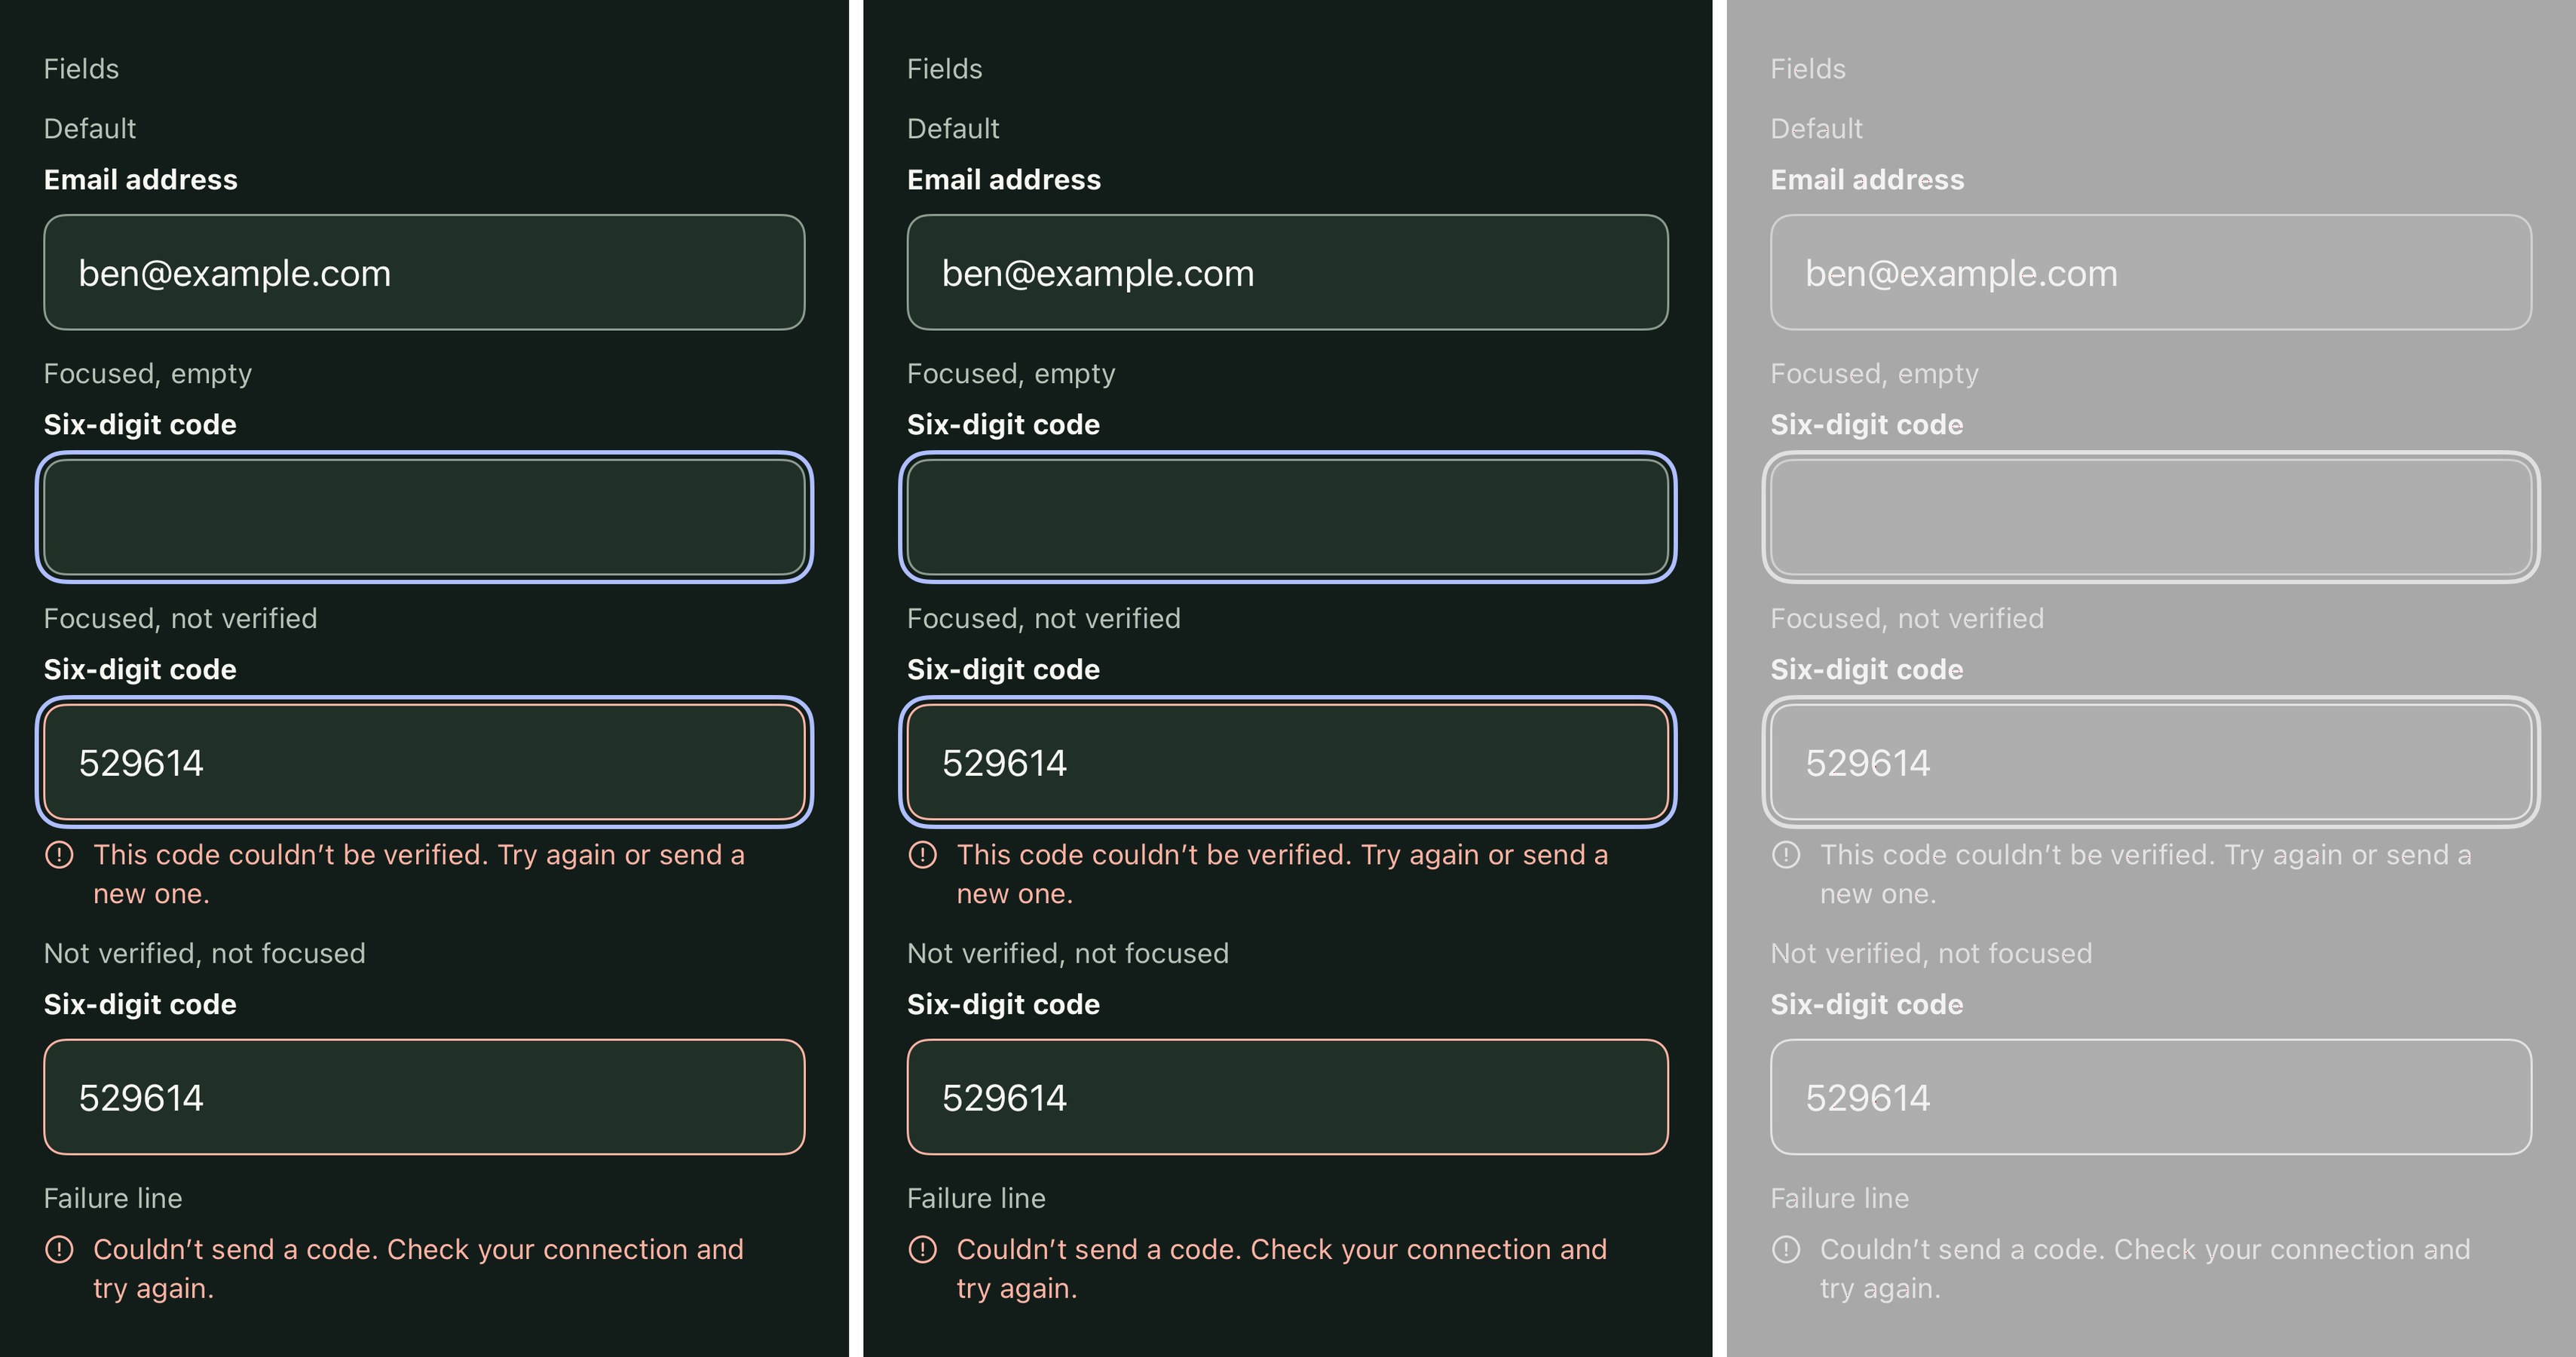 Fields
Default
Email address
ben@example.com
Focused, empty
Six-digit code
Focused, not verified
Six-digit code
529614
This code couldn’t be verified. Try again or send a
new one.
Not verified, not focused
Six-digit code
529614
Failure line
Couldn’t send a code. Check your connection and
try again.
Fields
Default
Email address
ben@example.com
Focused, empty
Six-digit code
Focused, not verified
Six-digit code
529614
This code couldn’t be verified. Try again or send a
new one.
Not verified, not focused
Six-digit code
529614
Failure line
Couldn’t send a code. Check your connection and
try again.
Fields
Default
Email address
ben@example.com
Focused, empty
Six-digit code
Focused, not verified
Six-digit code
529614
This code couldn’t be verified. Try again or send a
new one.
Not verified, not focused
Six-digit code
529614
Failure line
Couldn’t send a code. Check your connection and
try again.